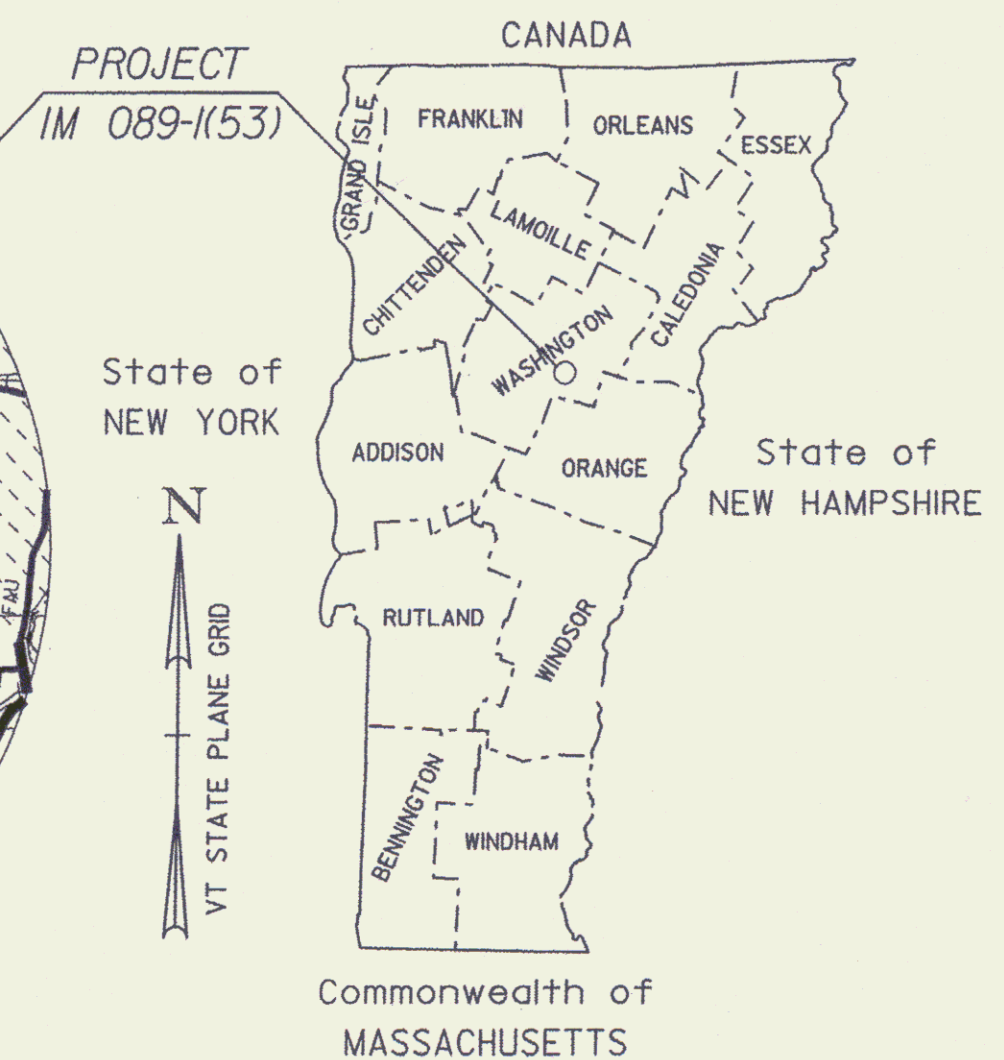 CANADA
PROJECT
IM 089-1(53)
GRAND ISLE
FRANKLIN
ORLEANS
ESSEX
LAMOILLE
CHITTENDEN
CALEDONIA
WASHINGTON
State of
NEW YORK
ADDISON
ORANGE
State of
NEW HAMPSHIRE
N
VT STATE PLANE GRID
FAU
RUTLAND
WINDSOR
BENNINGTON
WINDHAM
Commonwealth of
MASSACHUSETTS